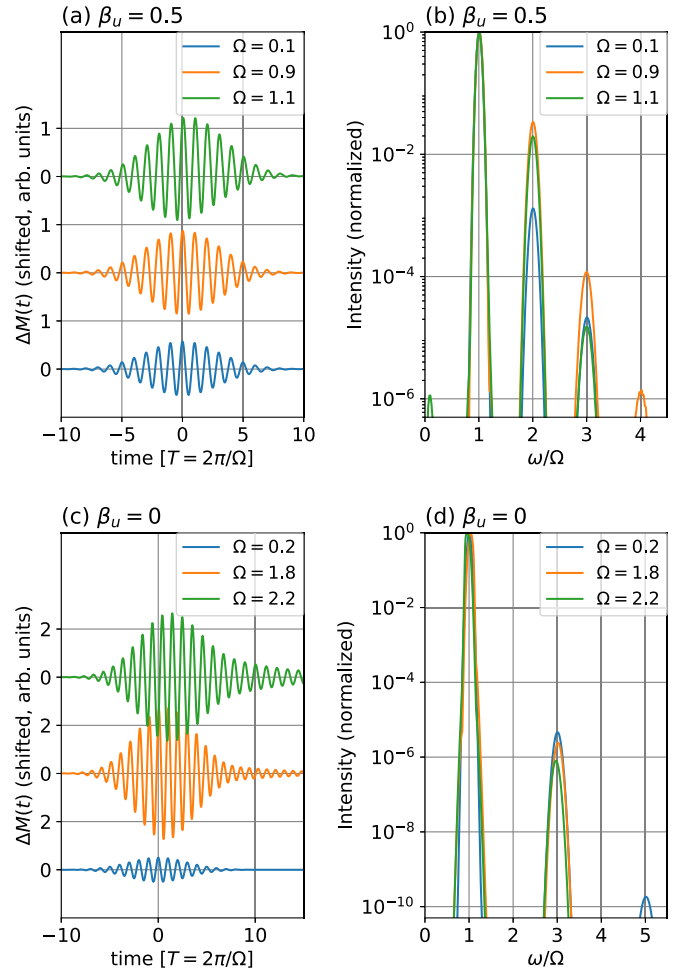 (a) βᵤ = 0.5
Ω = 0.1
Ω = 0.9
Ω = 1.1
ΔM(t) (shifted, arb. units)
1
0
1
0
1
0
−10 −5 0 5 10
time [T = 2π/Ω]
(b) βᵤ = 0.5
Ω = 0.1
Ω = 0.9
Ω = 1.1
Intensity (normalized)
10⁰
10⁻²
10⁻⁴
10⁻⁶
0 1 2 3 4
ω/Ω
(c) βᵤ = 0
Ω = 0.2
Ω = 1.8
Ω = 2.2
ΔM(t) (shifted, arb. units)
2
0
2
0
2
0
−10 0 10
time [T = 2π/Ω]
(d) βᵤ = 0
Ω = 0.2
Ω = 1.8
Ω = 2.2
Intensity (normalized)
10⁰
10⁻²
10⁻⁴
10⁻⁶
10⁻⁸
10⁻¹⁰
0 1 2 3 4 5
ω/Ω